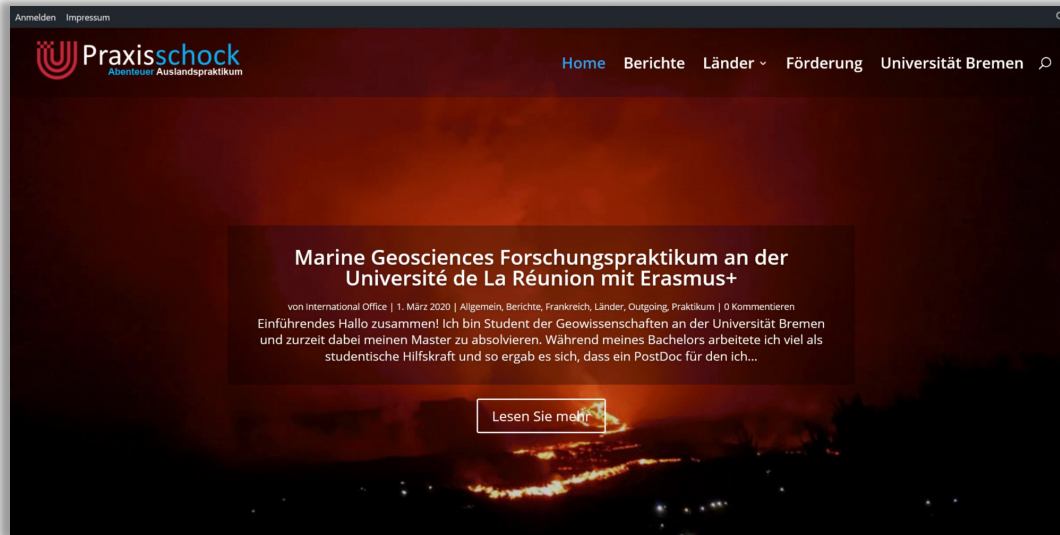 Anmelden Impressum
Praxisschock
Abenteuer Auslandspraktikum
Home Berichte Länder Förderung Universität Bremen
Marine Geosciences Forschungspraktikum an der
Université de La Réunion mit Erasmus+
von International Office | 1. März 2020 | Allgemein, Berichte, Frankreich, Länder, Outgoing, Praktikum | 0 Kommentieren
Einführendes Hallo zusammen! Ich bin Student der Geowissenschaften an der Universität Bremen
und zurzeit dabei meinen Master zu absolvieren. Während meines Bachelors arbeitete ich viel als
studentische Hilfskraft und so ergab es sich, dass ein PostDoc für den ich...
Lesen Sie mehr